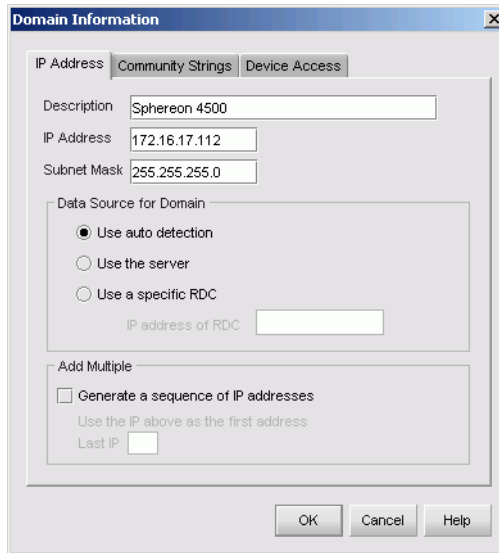 Domain Information
IP Address Community Strings Device Access
Description Sphereon 4500
IP Address 172.16.17.112
Subnet Mask 255.255.255.0
Data Source for Domain
Use auto detection
Use the server
Use a specific RDC
IP address of RDC
Add Multiple
Generate a sequence of IP addresses
Use the IP above as the first address
Last IP
OK Cancel Help